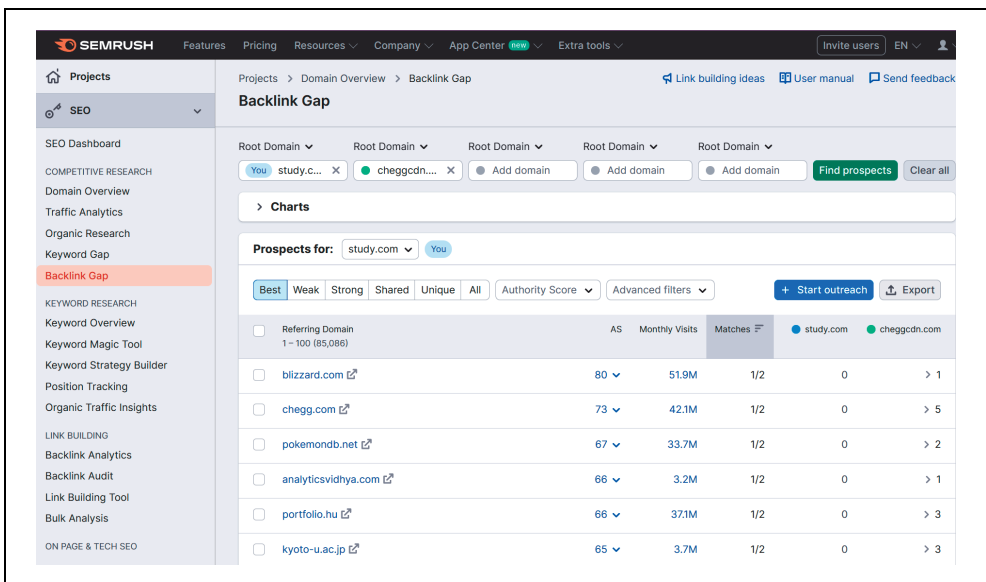 SEMRUSH Features Pricing Resources Company App Center new Extra tools Invite users EN
Projects
SEO
SEO Dashboard
COMPETITIVE RESEARCH
Domain Overview
Traffic Analytics
Organic Research
Keyword Gap
Backlink Gap
KEYWORD RESEARCH
Keyword Overview
Keyword Magic Tool
Keyword Strategy Builder
Position Tracking
Organic Traffic Insights
LINK BUILDING
Backlink Analytics
Backlink Audit
Link Building Tool
Bulk Analysis
ON PAGE & TECH SEO
Projects > Domain Overview > Backlink Gap
Link building ideas User manual Send feedback
Backlink Gap
Root Domain Root Domain Root Domain Root Domain Root Domain
You study.c... cheggcdn.... Add domain Add domain Add domain Find prospects Clear all
Charts
Prospects for: study.com You
Best Weak Strong Shared Unique All Authority Score Advanced filters + Start outreach Export
Referring Domain AS Monthly Visits Matches study.com cheggcdn.com
1 – 100 (85,086)
blizzard.com 80 51.9M 1/2 0 > 1
chegg.com 73 42.1M 1/2 0 > 5
pokemondb.net 67 33.7M 1/2 0 > 2
analyticsvidhya.com 66 3.2M 1/2 0 > 1
portfolio.hu 66 37.1M 1/2 0 > 3
kyoto-u.ac.jp 65 3.7M 1/2 0 > 3